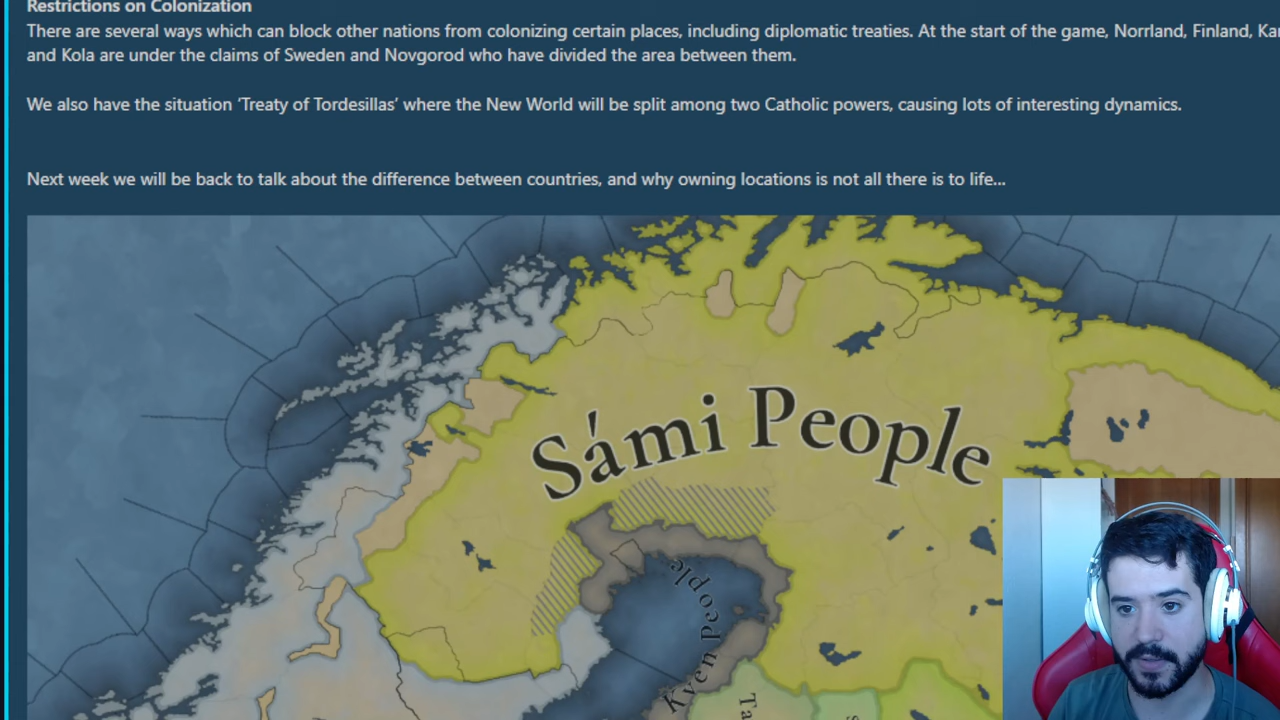 Restrictions on Colonization
There are several ways which can block other nations from colonizing certain places, including diplomatic treaties. At the start of the game, Norrland, Finland,
and Kola are under the claims of Sweden and Novgorod who have divided the area between them.
We also have the situation ‘Treaty of Tordesillas’ where the New World will be split among two Catholic powers, causing lots of interesting dynamics.
Next week we will be back to talk about the difference between countries, and why owning locations is not all there is to life...
Sámi People
Kven People